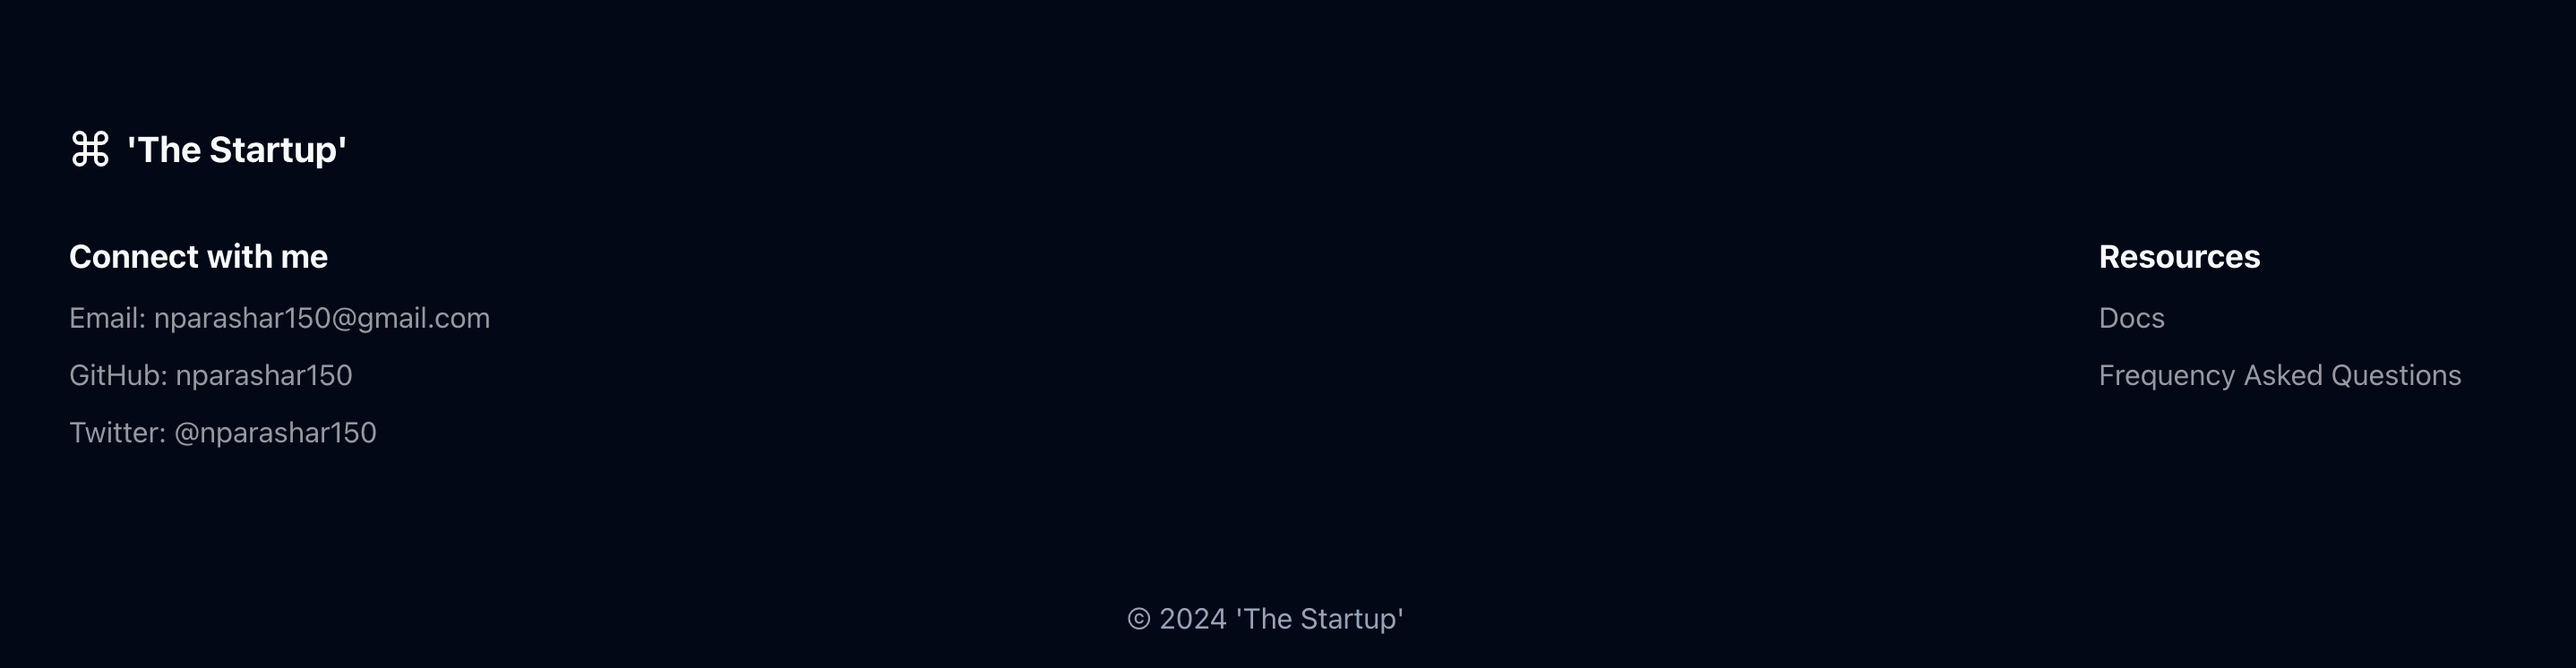 ⌘ 'The Startup'
Connect with me
Email: nparashar150@gmail.com
GitHub: nparashar150
Twitter: @nparashar150
Resources
Docs
Frequency Asked Questions
© 2024 'The Startup'